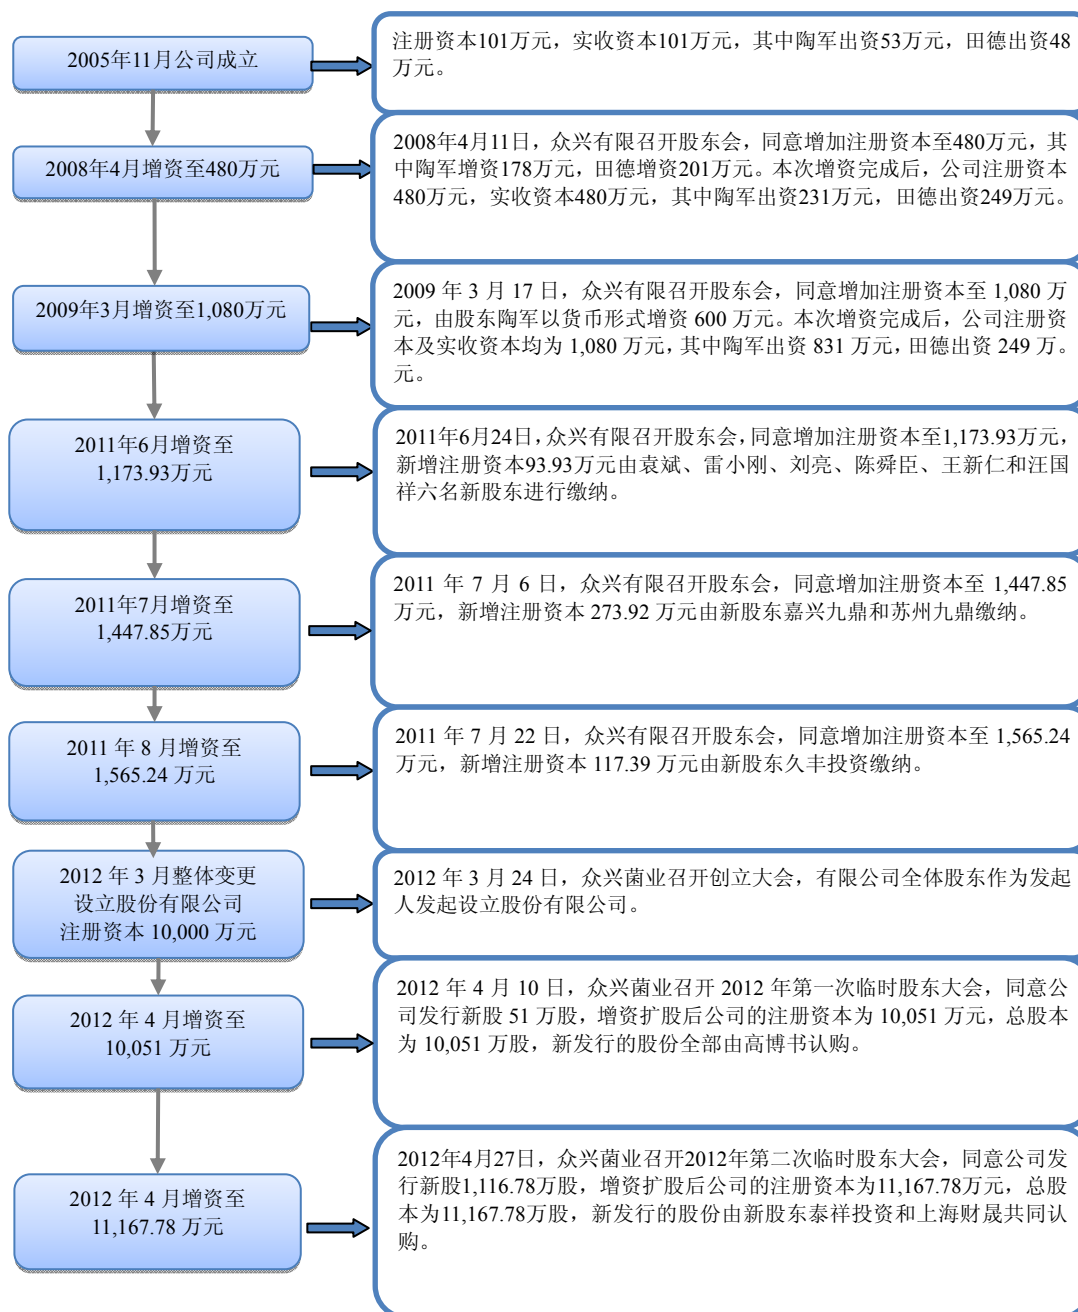 2005年11月公司成立
注册资本101万元，实收资本101万元，其中陶军出资53万元，田德出资48
万元。
2008年4月增资至480万元
2008年4月11日，众兴有限召开股东会，同意增加注册资本至480万元，其
中陶军增资178万元，田德增资201万元。本次增资完成后，公司注册资本
480万元，实收资本480万元，其中陶军出资231万元，田德出资249万元。
2009年3月增资至1,080万元
2009 年 3 月 17 日，众兴有限召开股东会，同意增加注册资本至 1,080 万
元，由股东陶军以货币形式增资 600 万元。本次增资完成后，公司注册资
本及实收资本均为 1,080 万元，其中陶军出资 831 万元，田德出资 249 万。
元。
2011年6月增资至
1,173.93万元
2011年6月24日，众兴有限召开股东会，同意增加注册资本至1,173.93万元，
新增注册资本93.93万元由袁斌、雷小刚、刘亮、陈舜臣、王新仁和汪国
祥六名新股东进行缴纳。
2011年7月增资至
1,447.85万元
2011 年 7 月 6 日，众兴有限召开股东会，同意增加注册资本至 1,447.85
万元，新增注册资本 273.92 万元由新股东嘉兴九鼎和苏州九鼎缴纳。
2011 年 8 月增资至
1,565.24 万元
2011 年 7 月 22 日，众兴有限召开股东会，同意增加注册资本至 1,565.24
万元，新增注册资本 117.39 万元由新股东久丰投资缴纳。
2012 年 3 月整体变更
设立股份有限公司
注册资本 10,000 万元
2012 年 3 月 24 日，众兴菌业召开创立大会，有限公司全体股东作为发起
人发起设立股份有限公司。
2012 年 4 月增资至
10,051 万元
2012 年 4 月 10 日，众兴菌业召开 2012 年第一次临时股东大会，同意公
司发行新股 51 万股，增资扩股后公司的注册资本为 10,051 万元，总股本
为 10,051 万股，新发行的股份全部由高博书认购。
2012 年 4 月增资至
11,167.78 万元
2012年4月27日，众兴菌业召开2012年第二次临时股东大会，同意公司发
行新股1,116.78万股，增资扩股后公司的注册资本为11,167.78万元，总股
本为11,167.78万股，新发行的股份由新股东泰祥投资和上海财晟共同认
购。